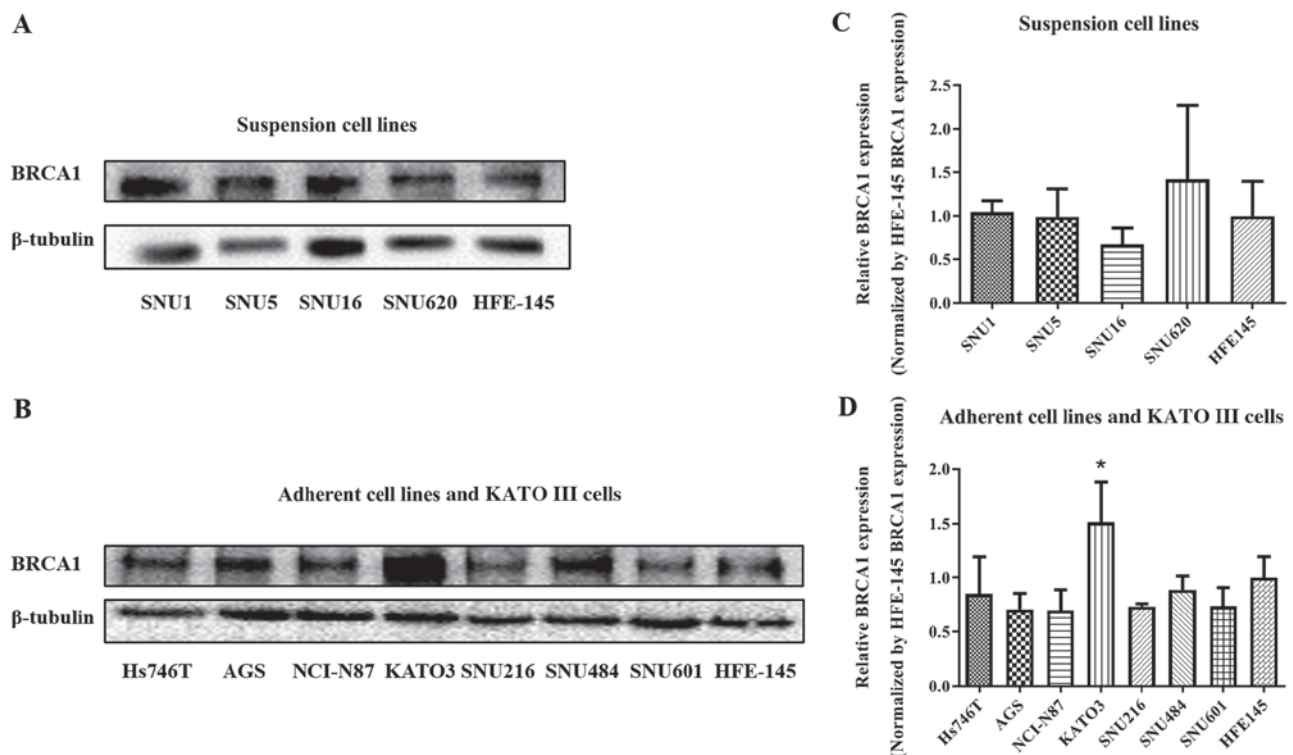 A
Suspension cell lines
BRCA1
β-tubulin
SNU1 SNU5 SNU16 SNU620 HFE-145
B
Adherent cell lines and KATO III cells
BRCA1
β-tubulin
Hs746T AGS NCI-N87 KATO3 SNU216 SNU484 SNU601 HFE-145
C
Suspension cell lines
Relative BRCA1 expression
(Normalized by HFE-145 BRCA1 expression)
2.5
2.0
1.5
1.0
0.5
0.0
SNU1 SNU5 SNU16 SNU620 HFE145
D
Adherent cell lines and KATO III cells
Relative BRCA1 expression
(Normalized by HFE-145 BRCA1 expression)
2.0
1.5
1.0
0.5
0.0
*
Hs746T AGS NCI-N87 KATO3 SNU216 SNU484 SNU601 HFE145